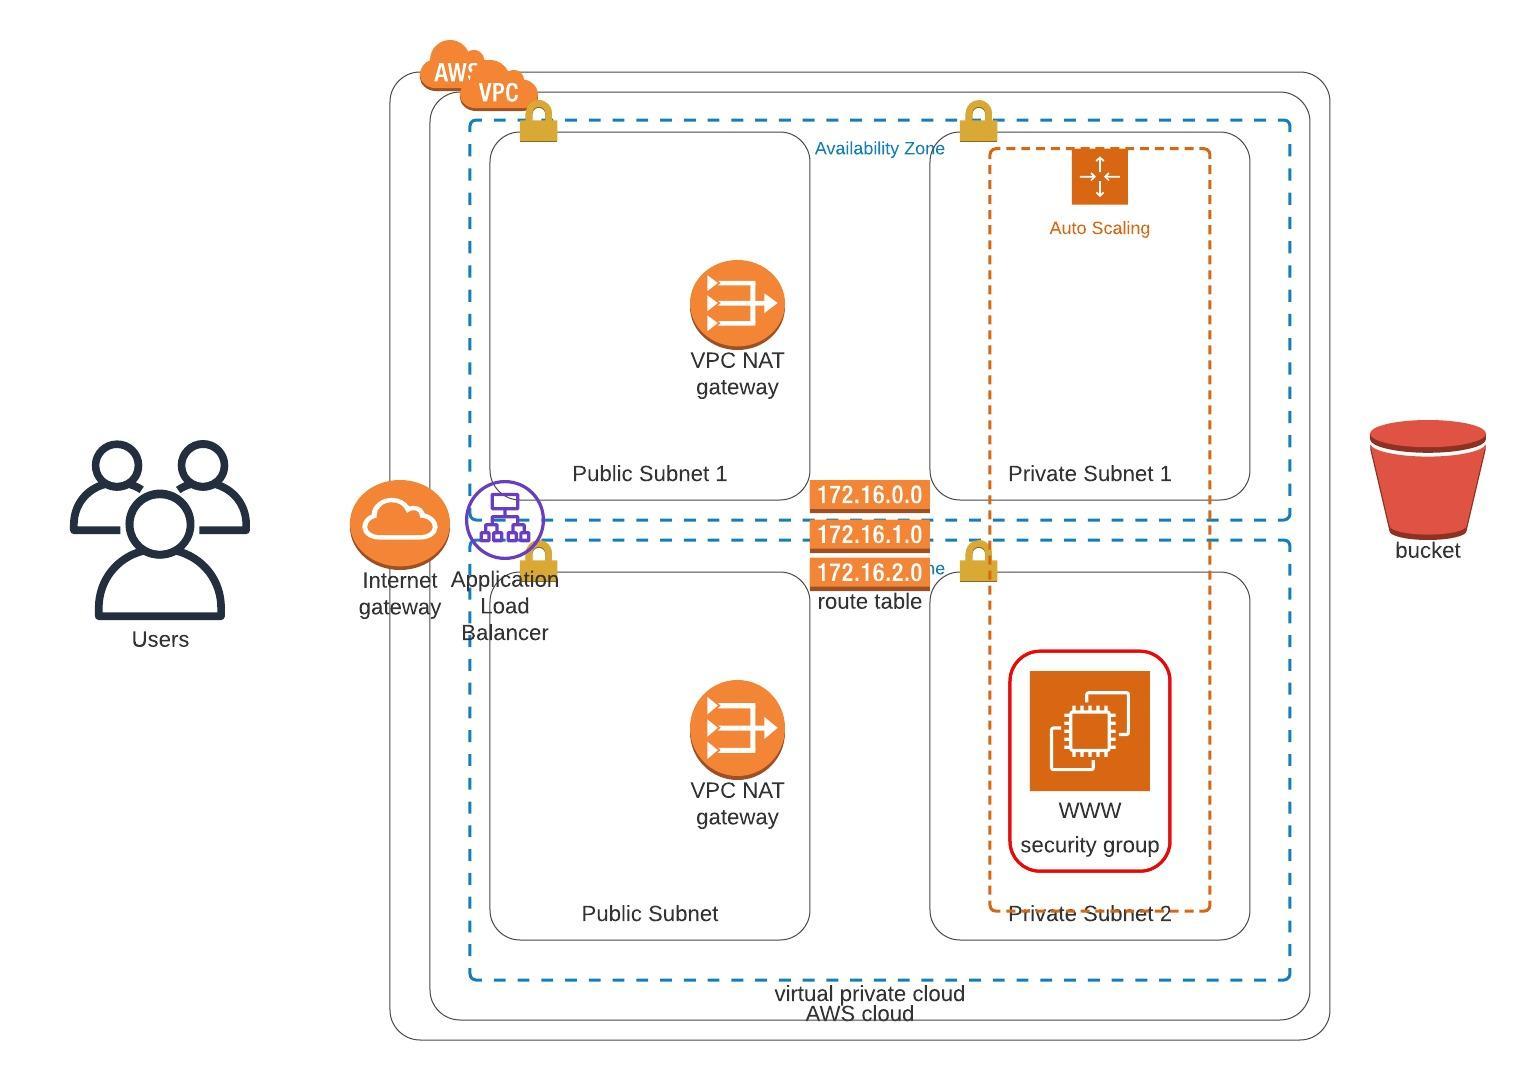 AWS
VPC
Availability Zone
Auto Scaling
VPC NAT
gateway
Public Subnet 1
Private Subnet 1
172.16.0.0
172.16.1.0
172.16.2.0
route table
Internet
gateway
Application
Load
Balancer
Users
bucket
VPC NAT
gateway
WWW
security group
Public Subnet
Private Subnet 2
virtual private cloud
AWS cloud